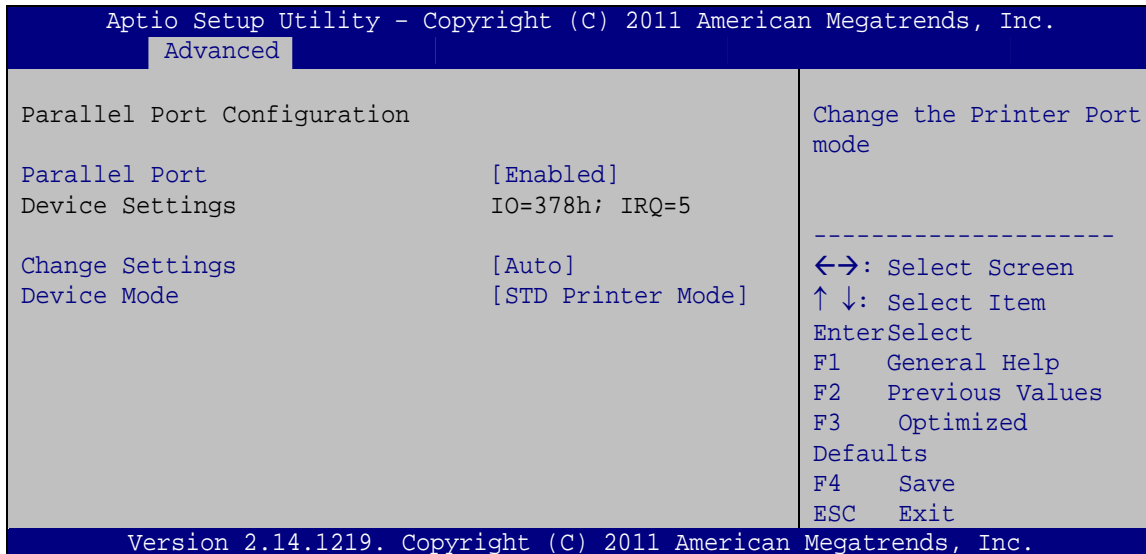 Aptio Setup Utility – Copyright (C) 2011 American Megatrends, Inc.
Advanced
Parallel Port Configuration
Parallel Port [Enabled]
Device Settings IO=378h; IRQ=5
Change Settings [Auto]
Device Mode [STD Printer Mode]
Change the Printer Port
mode
---------------------
←→: Select Screen
↑ ↓: Select Item
EnterSelect
F1 General Help
F2 Previous Values
F3 Optimized
Defaults
F4 Save
ESC Exit
Version 2.14.1219. Copyright (C) 2011 American Megatrends, Inc.